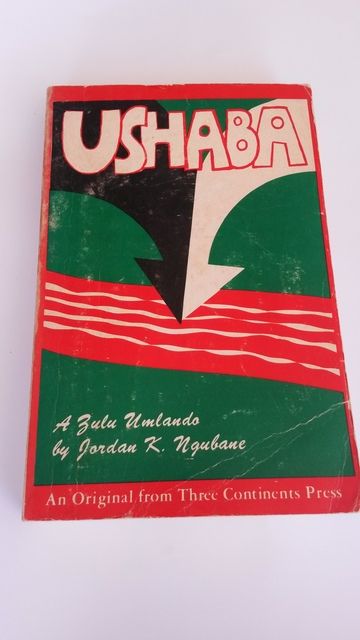 USHABA
A Zulu Umlando
by Jordan K. Ngubane
An Original from Three Continents Press